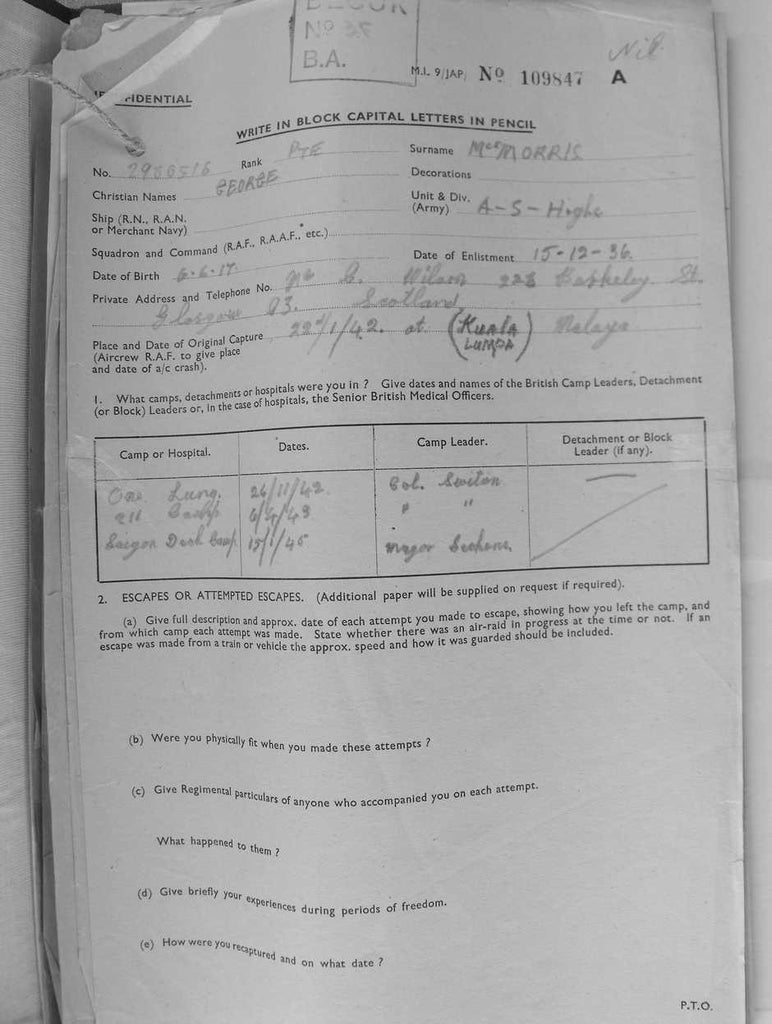 Nº
B.A.
Nil
M.I. 9/JAP/ Nº 109847 A
CONFIDENTIAL
WRITE IN BLOCK CAPITAL LETTERS IN PENCIL
No. Rank PTE Surname McMORRIS
Christian Names GEORGE Decorations
Ship (R.N., R.A.N. or Merchant Navy) Unit & Div. (Army) A-S-Highe
Squadron and Command (R.A.F., R.A.A.F., etc.) Date of Enlistment 15-12-36.
Date of Birth 6-6-17
Private Address and Telephone No. Wilson St.
Glasgow Scotland
Place and Date of Original Capture 22nd/1/42. at (KUALA LUMPA) Malaya
(Aircrew R.A.F. to give place
and date of a/c crash).
1. What camps, detachments or hospitals were you in ? Give dates and names of the British Camp Leaders, Detachment
(or Block) Leaders or, in the case of hospitals, the Senior British Medical Officers.
Camp or Hospital. Dates. Camp Leader. Detachment or Block Leader (if any).
Lung. 26/11/42. Col. —
Camp 43 " "
Saigon Dock Camp 15/1/45 Major
2. ESCAPES OR ATTEMPTED ESCAPES. (Additional paper will be supplied on request if required).
(a) Give full description and approx. date of each attempt you made to escape, showing how you left the camp, and
from which camp each attempt was made. State whether there was an air-raid in progress at the time or not. If an
escape was made from a train or vehicle the approx. speed and how it was guarded should be included.
(b) Were you physically fit when you made these attempts ?
(c) Give Regimental particulars of anyone who accompanied you on each attempt.
What happened to them ?
(d) Give briefly your experiences during periods of freedom.
(e) How were you recaptured and on what date ?
P.T.O.